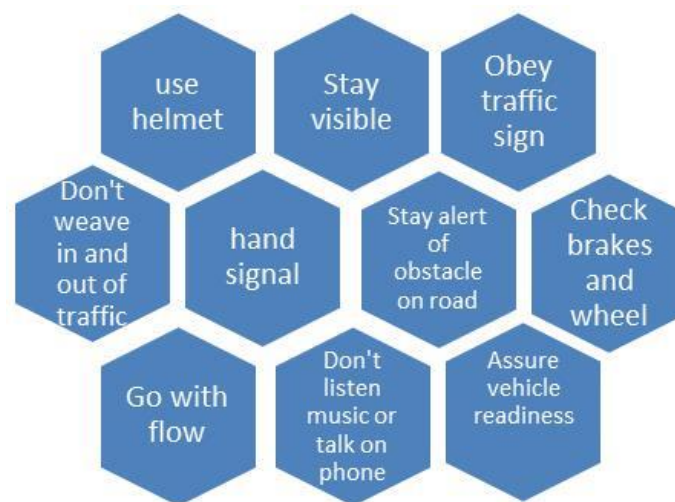 use
helmet
Stay
visible
Obey
traffic
sign
Don't
weave
in and
out of
traffic
hand
signal
Stay alert
of
obstacle
on road
Check
brakes
and
wheel
Go with
flow
Don't
listen
music or
talk on
phone
Assure
vehicle
readiness